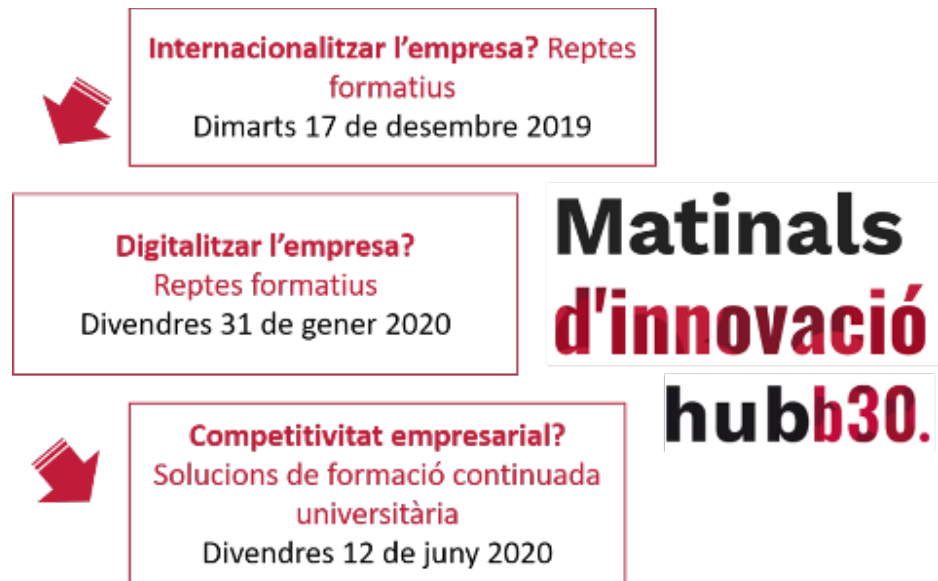 Internacionalitzar l’empresa? Reptes
formatius
Dimarts 17 de desembre 2019
Digitalitzar l’empresa?
Reptes formatius
Divendres 31 de gener 2020
Matinals
d'innovació
hubb30.
Competitivitat empresarial?
Solucions de formació continuada
universitària
Divendres 12 de juny 2020